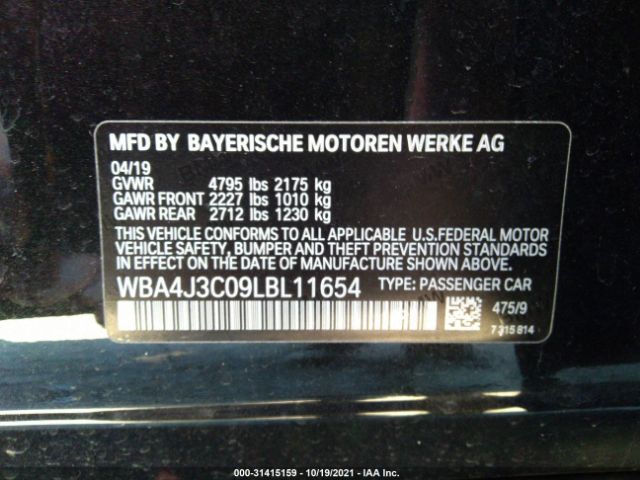 MFD BY BAYERISCHE MOTOREN WERKE AG
04/19
GVWR 4795 lbs 2175 kg
GAWR FRONT 2227 lbs 1010 kg
GAWR REAR 2712 lbs 1230 kg
THIS VEHICLE CONFORMS TO ALL APPLICABLE U.S.FEDERAL MOTOR
VEHICLE SAFETY, BUMPER AND THEFT PREVENTION STANDARDS
IN EFFECT ON THE DATE OF MANUFACTURE SHOWN ABOVE.
WBA4J3C09LBL11654 TYPE: PASSENGER CAR
475/9
7 315 814
000-31415159 - 10/19/2021 - IAA Inc.